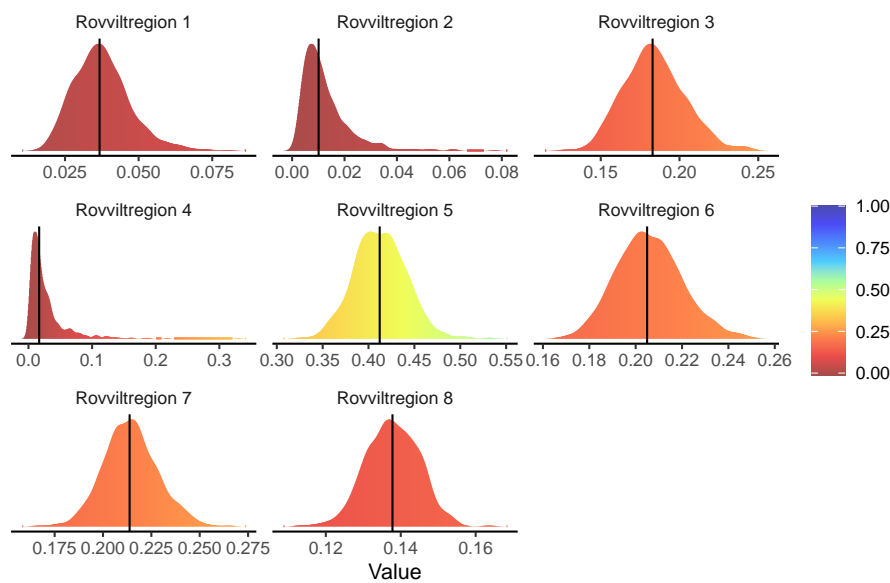 Rovviltregion 1
Rovviltregion 2
Rovviltregion 3
0.025 0.050 0.075
0.00 0.02 0.04 0.06 0.08
0.15 0.20 0.25
Rovviltregion 4
Rovviltregion 5
Rovviltregion 6
0.0 0.1 0.2 0.3
0.30 0.35 0.40 0.45 0.50 0.55
0.16 0.18 0.20 0.22 0.24 0.26
1.00
0.75
0.50
0.25
0.00
Rovviltregion 7
Rovviltregion 8
0.175 0.200 0.225 0.250 0.275
0.12 0.14 0.16
Value